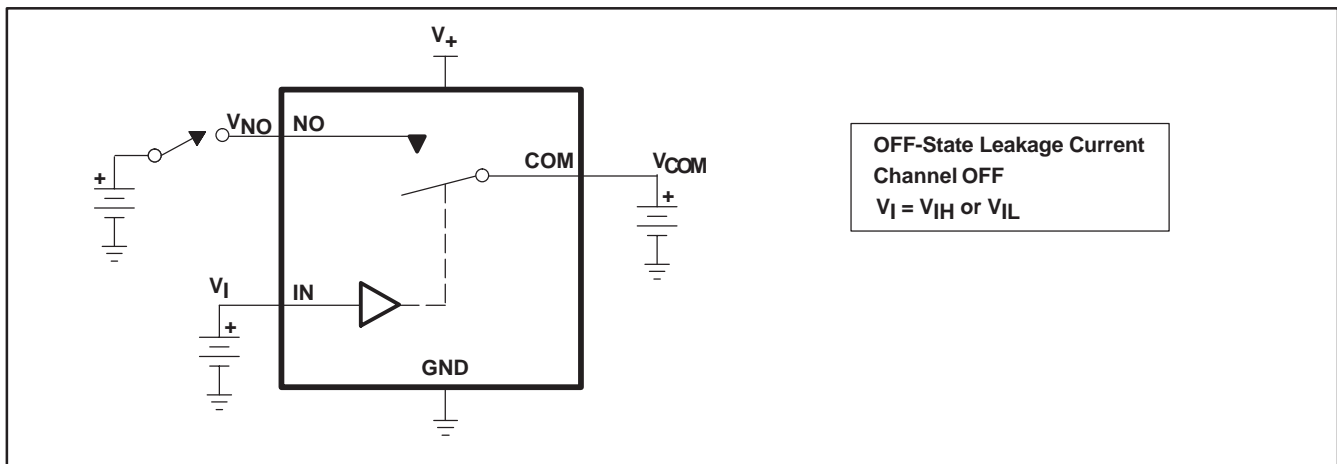 V+
VNO NO
COM VCOM
+
+
VI IN
+
GND
OFF-State Leakage Current
Channel OFF
VI = VIH or VIL